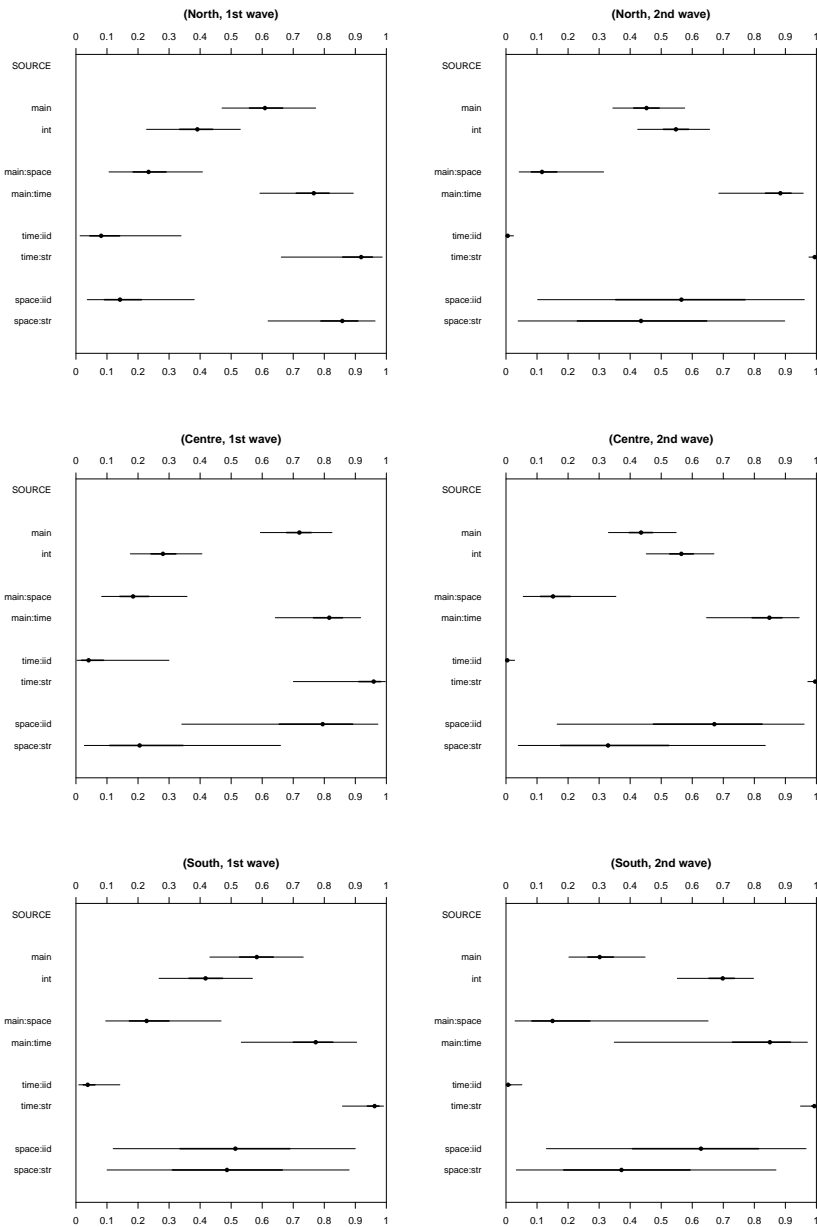 (North, 1st wave)
0 0.1 0.2 0.3 0.4 0.5 0.6 0.7 0.8 0.9 1
SOURCE
main
int
main:space
main:time
time:iid
time:str
space:iid
space:str
0 0.1 0.2 0.3 0.4 0.5 0.6 0.7 0.8 0.9 1
(North, 2nd wave)
0 0.1 0.2 0.3 0.4 0.5 0.6 0.7 0.8 0.9 1
SOURCE
main
int
main:space
main:time
time:iid
time:str
space:iid
space:str
0 0.1 0.2 0.3 0.4 0.5 0.6 0.7 0.8 0.9 1
(Centre, 1st wave)
0 0.1 0.2 0.3 0.4 0.5 0.6 0.7 0.8 0.9 1
SOURCE
main
int
main:space
main:time
time:iid
time:str
space:iid
space:str
0 0.1 0.2 0.3 0.4 0.5 0.6 0.7 0.8 0.9 1
(Centre, 2nd wave)
0 0.1 0.2 0.3 0.4 0.5 0.6 0.7 0.8 0.9 1
SOURCE
main
int
main:space
main:time
time:iid
time:str
space:iid
space:str
0 0.1 0.2 0.3 0.4 0.5 0.6 0.7 0.8 0.9 1
(South, 1st wave)
0 0.1 0.2 0.3 0.4 0.5 0.6 0.7 0.8 0.9 1
SOURCE
main
int
main:space
main:time
time:iid
time:str
space:iid
space:str
0 0.1 0.2 0.3 0.4 0.5 0.6 0.7 0.8 0.9 1
(South, 2nd wave)
0 0.1 0.2 0.3 0.4 0.5 0.6 0.7 0.8 0.9 1
SOURCE
main
int
main:space
main:time
time:iid
time:str
space:iid
space:str
0 0.1 0.2 0.3 0.4 0.5 0.6 0.7 0.8 0.9 1